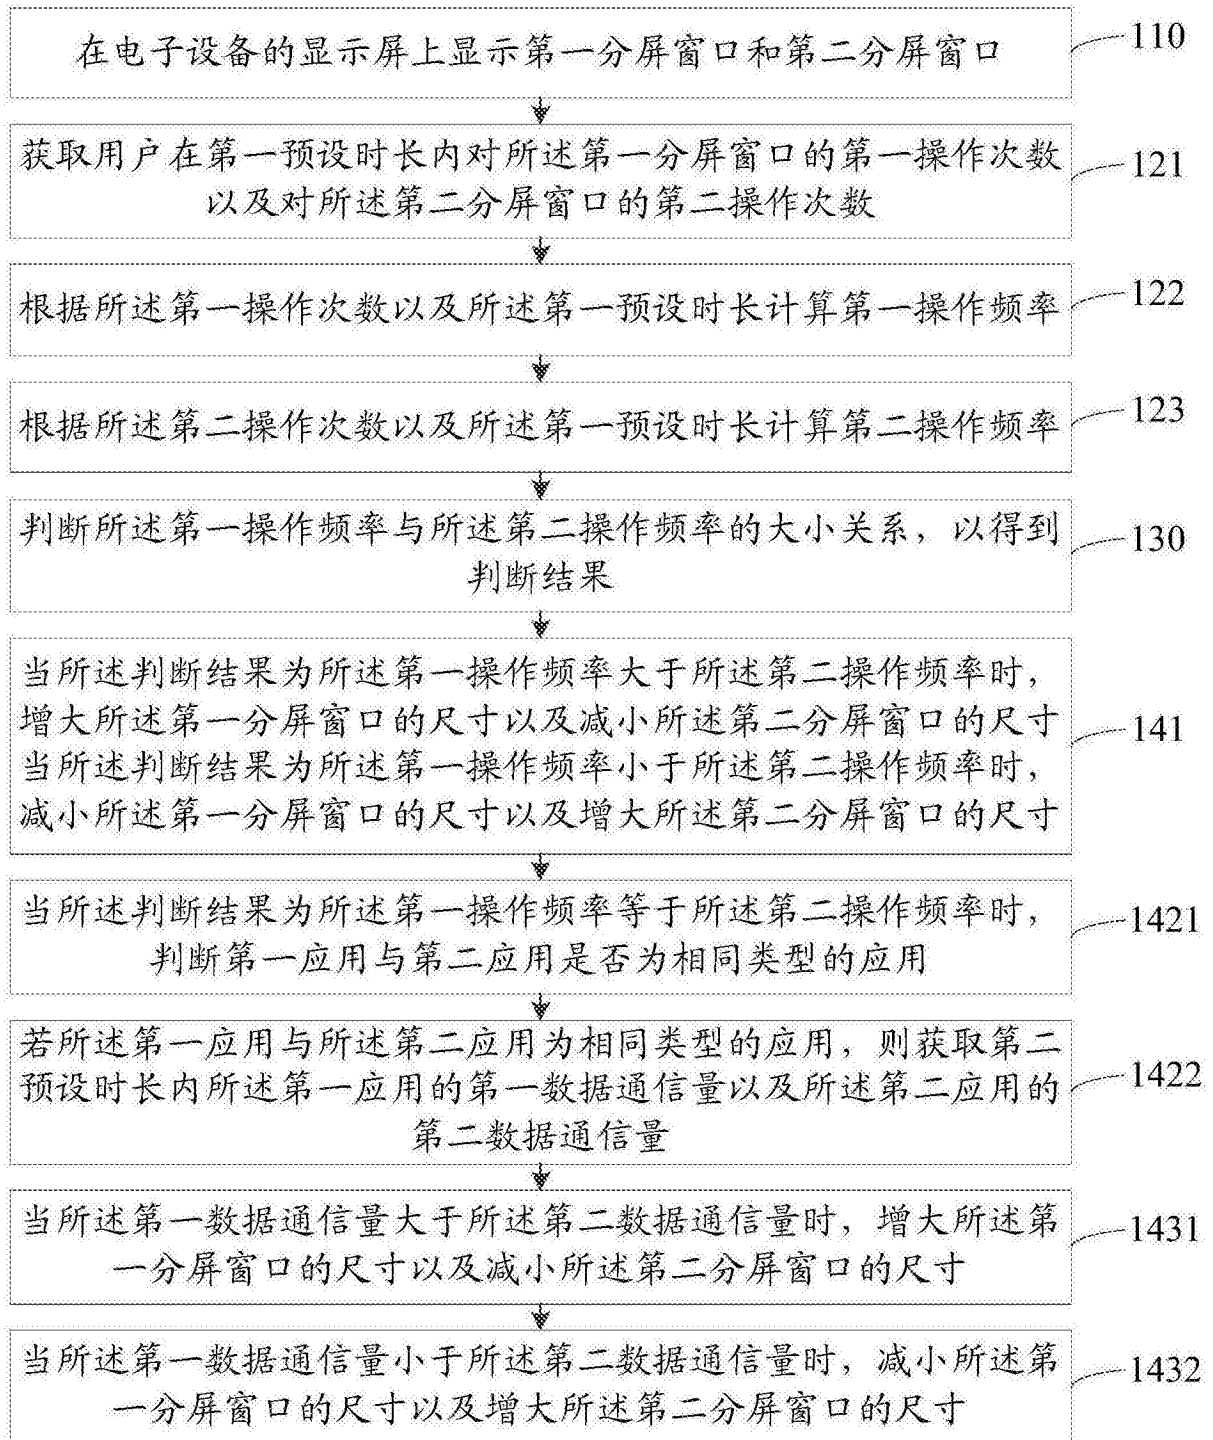 在电子设备的显示屏上显示第一分屏窗口和第二分屏窗口
110
获取用户在第一预设时长内对所述第一分屏窗口的第一操作次数
以及对所述第二分屏窗口的第二操作次数
121
根据所述第一操作次数以及所述第一预设时长计算第一操作频率
122
根据所述第二操作次数以及所述第一预设时长计算第二操作频率
123
判断所述第一操作频率与所述第二操作频率的大小关系，以得到
判断结果
130
当所述判断结果为所述第一操作频率大于所述第二操作频率时，
增大所述第一分屏窗口的尺寸以及减小所述第二分屏窗口的尺寸
当所述判断结果为所述第一操作频率小于所述第二操作频率时，
减小所述第一分屏窗口的尺寸以及增大所述第二分屏窗口的尺寸
141
当所述判断结果为所述第一操作频率等于所述第二操作频率时，
判断第一应用与第二应用是否为相同类型的应用
1421
若所述第一应用与所述第二应用为相同类型的应用，则获取第二
预设时长内所述第一应用的第一数据通信量以及所述第二应用的
第二数据通信量
1422
当所述第一数据通信量大于所述第二数据通信量时，增大所述第
一分屏窗口的尺寸以及减小所述第二分屏窗口的尺寸
1431
当所述第一数据通信量小于所述第二数据通信量时，减小所述第
一分屏窗口的尺寸以及增大所述第二分屏窗口的尺寸
1432